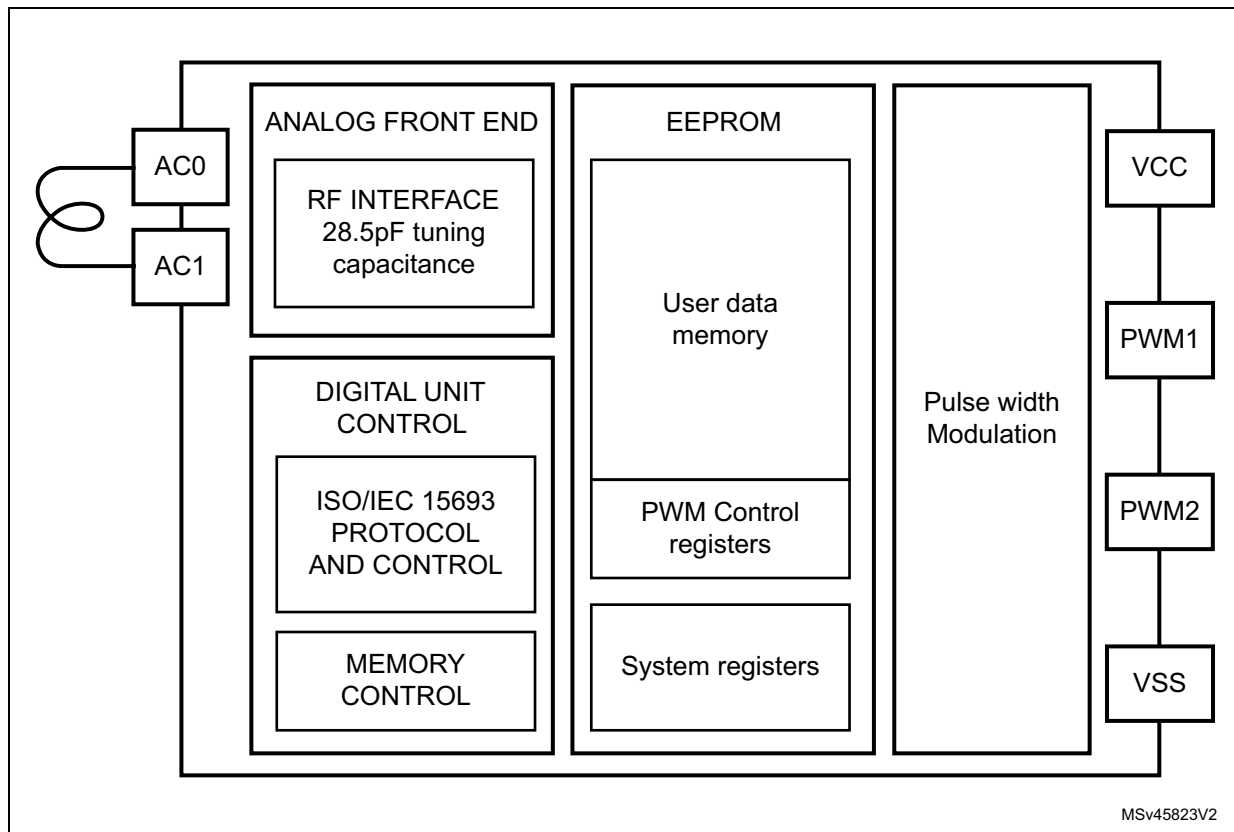 AC0
AC1
ANALOG FRONT END
RF INTERFACE
28.5pF tuning
capacitance
DIGITAL UNIT
CONTROL
ISO/IEC 15693
PROTOCOL
AND CONTROL
MEMORY
CONTROL
EEPROM
User data
memory
PWM Control
registers
System registers
Pulse width
Modulation
VCC
PWM1
PWM2
VSS
MSv45823V2